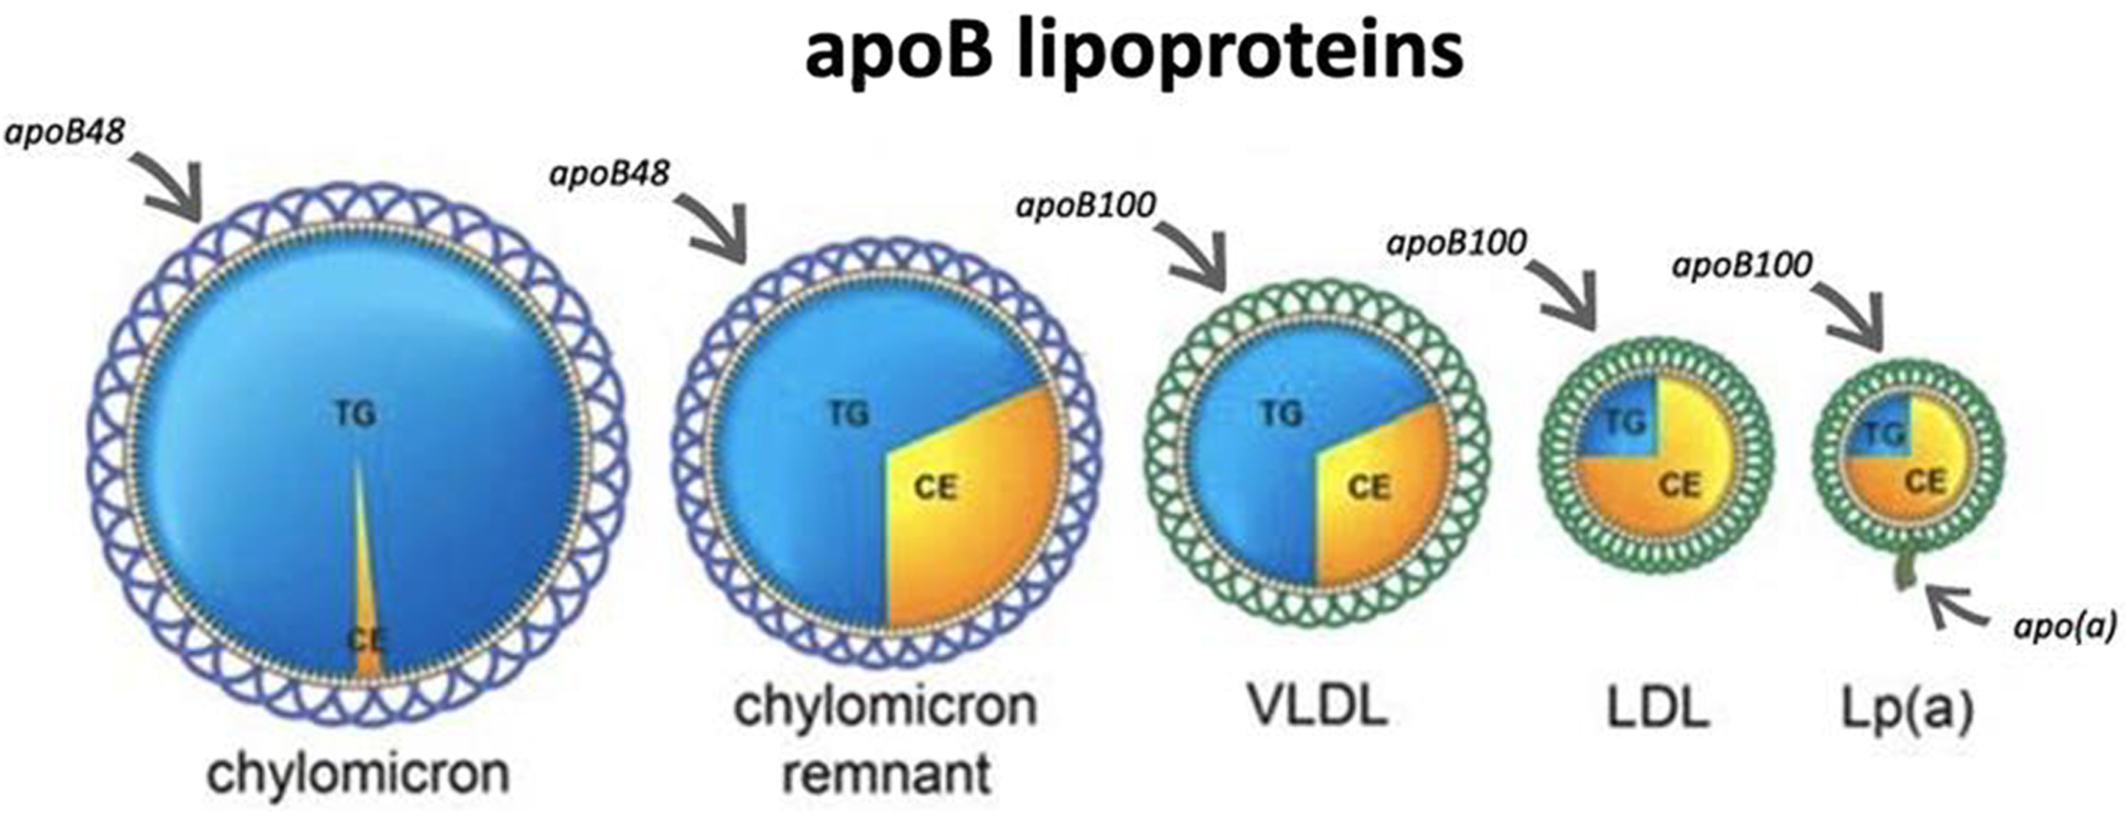 apoB lipoproteins
apoB48
apoB48
apoB100
apoB100
apoB100
TG
CE
TG
CE
TG
CE
TG
CE
TG
CE
apo(a)
chylomicron
chylomicron
remnant
VLDL
LDL
Lp(a)